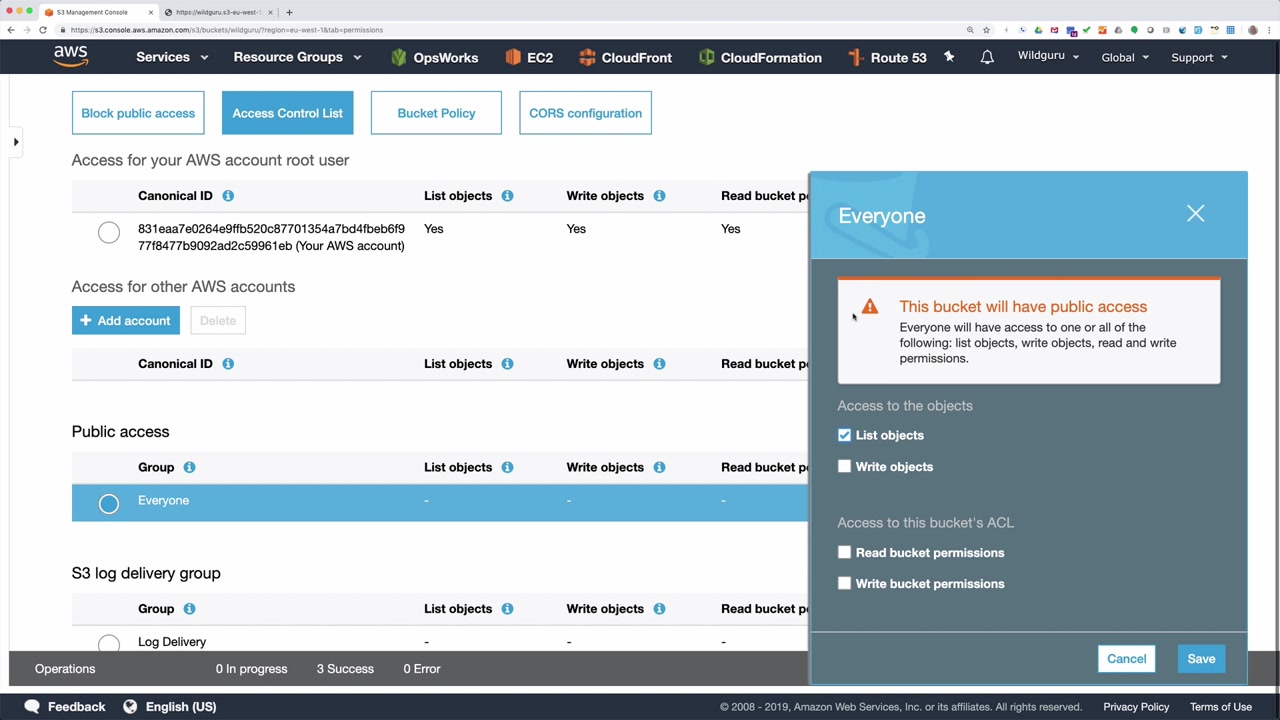 S3 Management Console
https://wildguru.s3-eu-west-1.
https://s3.console.aws.amazon.com/s3/buckets/wildguru/?region=eu-west-1&tab=permissions
aws
Services
Resource Groups
OpsWorks
EC2
CloudFront
CloudFormation
Route 53
Wildguru
Global
Support
Block public access
Access Control List
Bucket Policy
CORS configuration
Access for your AWS account root user
Canonical ID
List objects
Write objects
Read bucket pe
831eaa7e0264e9ffb520c87701354a7bd4fbeb6f9
77f8477b9092ad2c59961eb (Your AWS account)
Yes
Yes
Yes
Access for other AWS accounts
+ Add account
Delete
Canonical ID
List objects
Write objects
Read bucket pe
Public access
Group
List objects
Write objects
Read bucket pe
Everyone
-
-
-
S3 log delivery group
Group
List objects
Write objects
Read bucket pe
Log Delivery
-
-
-
Everyone
This bucket will have public access
Everyone will have access to one or all of the
following: list objects, write objects, read and write
permissions.
Access to the objects
List objects
Write objects
Access to this bucket's ACL
Read bucket permissions
Write bucket permissions
Cancel
Save
Operations
0 In progress
3 Success
0 Error
Feedback
English (US)
© 2008 - 2019, Amazon Web Services, Inc. or its affiliates. All rights reserved.
Privacy Policy
Terms of Use